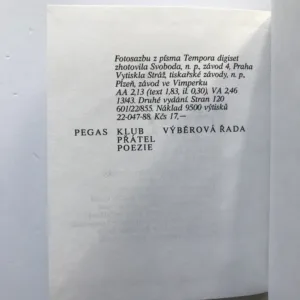 Fotosazbu z písma Tempora digiset
zhotovila Svoboda, n. p., závod 4, Praha
Vytiskla Stráž, tiskařské závody, n. p.,
Plzeň, závod ve Vimperku
AA 2,13 (text 1,83, il. 0,30), VA 2,46
1343. Druhé vydání. Stran 120
601/22/855. Náklad 9500 výtisků
22-047-88. Kčs 17,—
PEGAS KLUB VÝBĚROVÁ ŘADA
PŘÁTEL
POEZIE